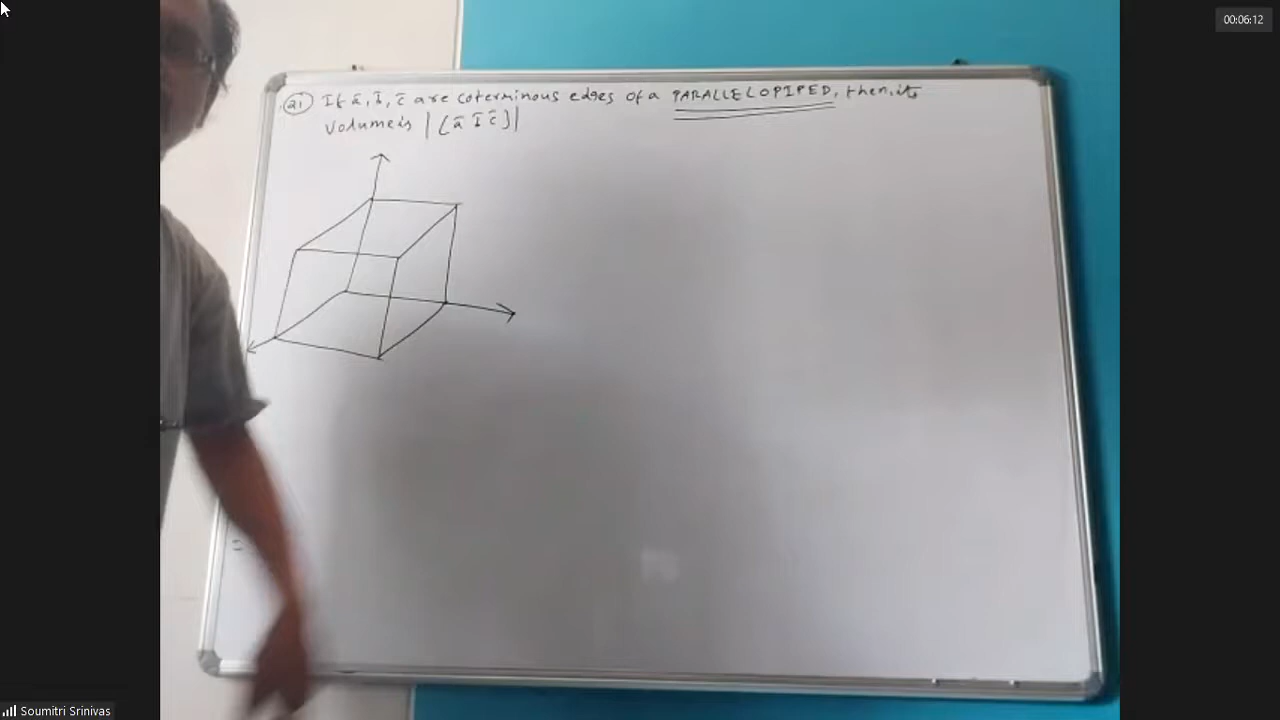 00:06:12
Q1 If a̅, b̅, c̅ are coterminous edges of a PARALLELOPIPED, then, its
Volume is |[a̅ b̅ c̅]|
Soumitri Srinivas